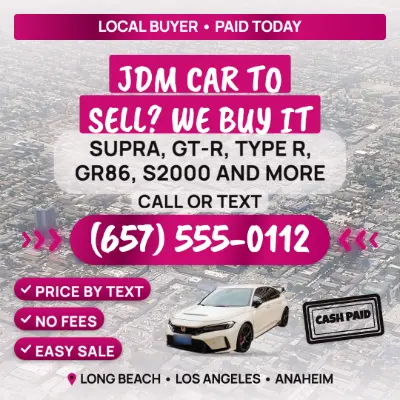 LOCAL BUYER • PAID TODAY
JDM CAR TO
SELL? WE BUY IT
SUPRA, GT-R, TYPE R,
GR86, S2000 AND MORE
CALL OR TEXT
(657) 555-0112
PRICE BY TEXT
NO FEES
EASY SALE
CASH PAID
LONG BEACH • LOS ANGELES • ANAHEIM